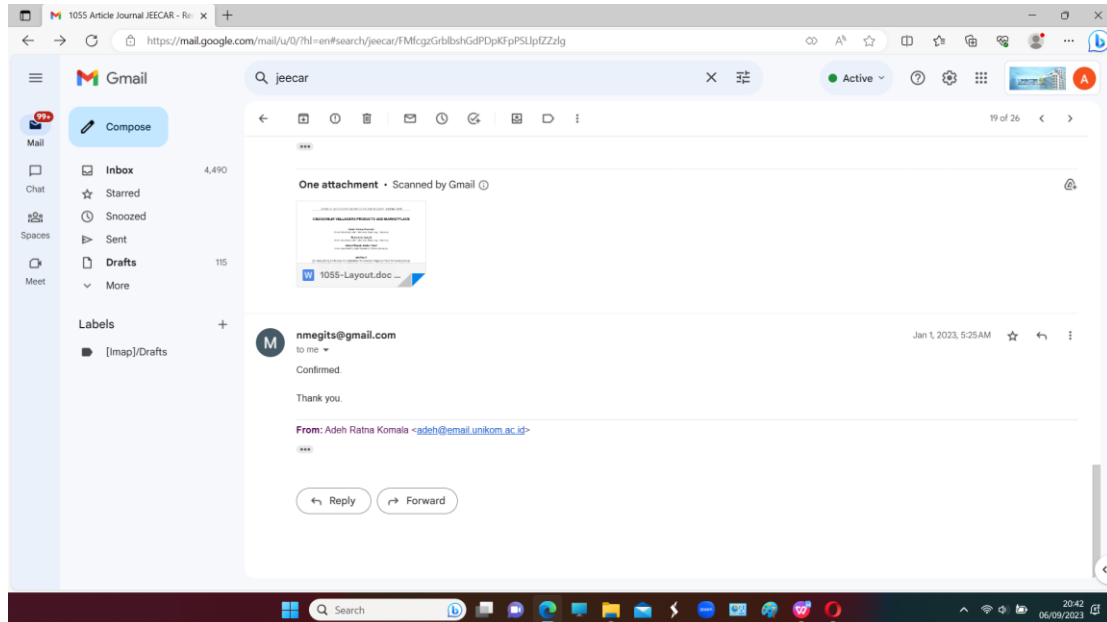 1055 Article Journal JEECAR - Re
https://mail.google.com/mail/u/0/?hl=en#search/jeecar/FMfcgzGrblbshGdPDpKFpPSLlpfZZzlg
Gmail
jeecar
Active
A
99+
Mail
Compose
19 of 26
Chat
Inbox 4,490
One attachment • Scanned by Gmail
Starred
Spaces
Snoozed
Sent
Meet
Drafts 115
W 1055-Layout.doc ...
More
Labels
M
nmegits@gmail.com
Jan 1, 2023, 5:25 AM
to me
[Imap]/Drafts
Confirmed.
Thank you.
From: Adeh Ratna Komala <adeh@email.unikom.ac.id>
Reply
Forward
Search
20:42
06/09/2023